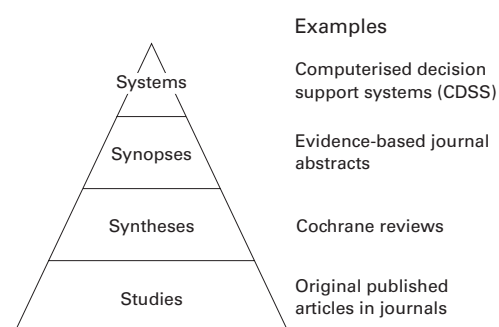 Examples
Systems
Computerised decision
support systems (CDSS)
Synopses
Evidence-based journal
abstracts
Syntheses
Cochrane reviews
Studies
Original published
articles in journals